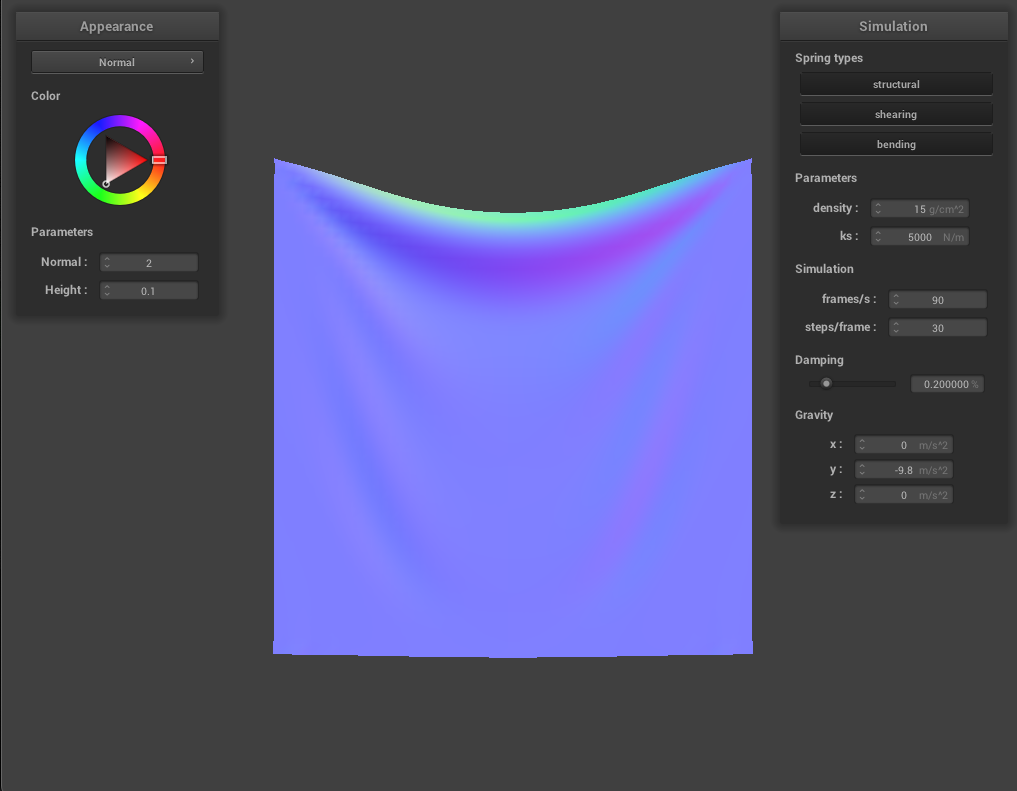 Appearance
Normal
Color
Parameters
Normal :
2
Height :
0.1
Simulation
Spring types
structural
shearing
bending
Parameters
density : 15 g/cm^2
ks : 5000 N/m
Simulation
frames/s : 90
steps/frame : 30
Damping
0.200000 %
Gravity
x : 0 m/s^2
y : -9.8 m/s^2
z : 0 m/s^2